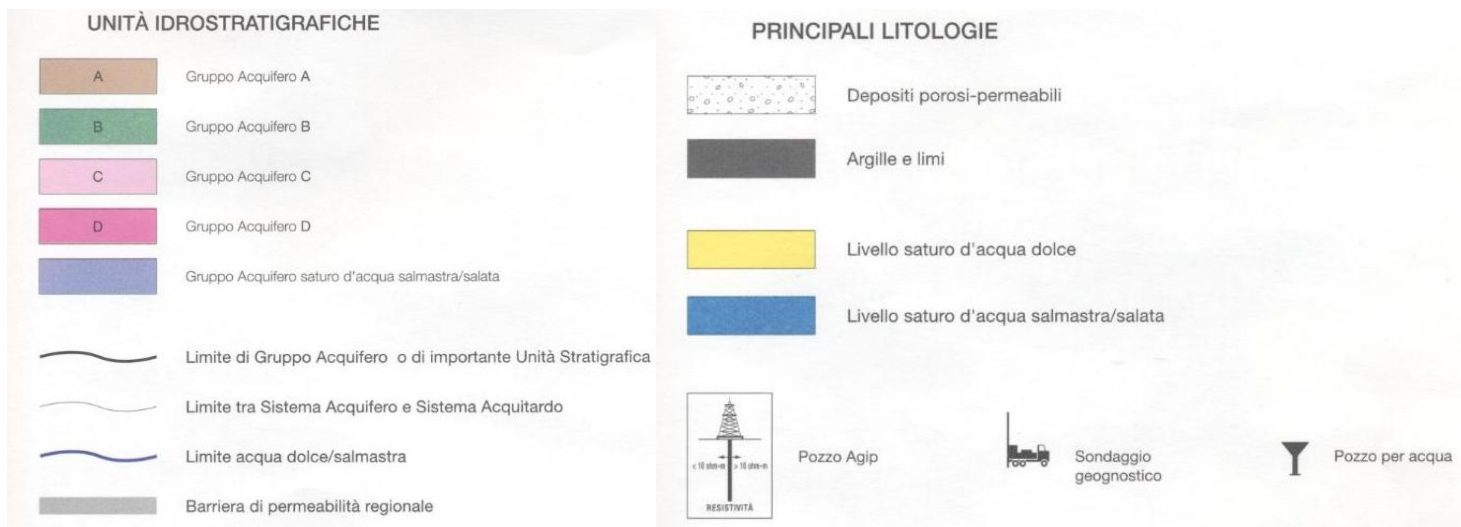 UNITÀ IDROSTRATIGRAFICHE
A
Gruppo Acquifero A
B
Gruppo Acquifero B
C
Gruppo Acquifero C
D
Gruppo Acquifero D
Gruppo Acquifero saturo d'acqua salmastra/salata
Limite di Gruppo Acquifero o di importante Unità Stratigrafica
Limite tra Sistema Acquifero e Sistema Acquitardo
Limite acqua dolce/salmastra
Barriera di permeabilità regionale
PRINCIPALI LITOLOGIE
Depositi porosi-permeabili
Argille e limi
Livello saturo d'acqua dolce
Livello saturo d'acqua salmastra/salata
< 10 ohm-m > 10 ohm-m
RESISTIVITÀ
Pozzo Agip
Sondaggio
geognostico
Pozzo per acqua